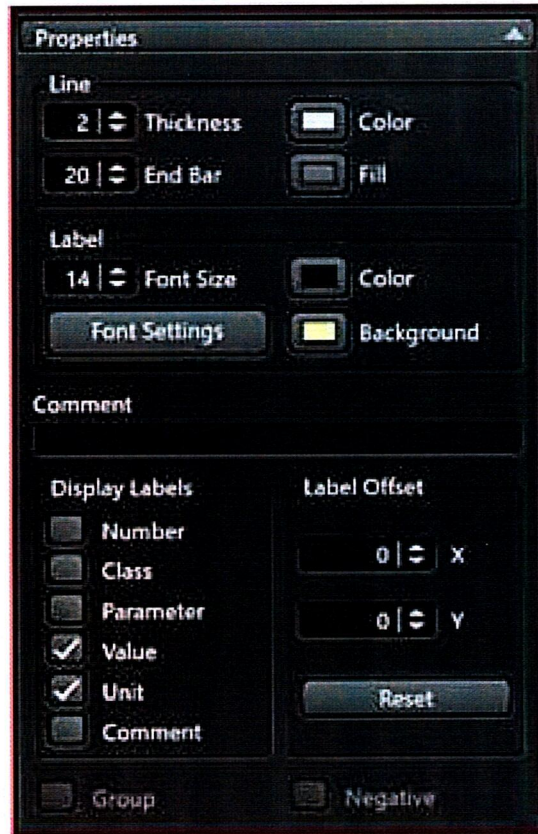 Properties
Line
2 Thickness Color
20 End Bar Fill
Label
14 Font Size Color
Font Settings Background
Comment
Display Labels Label Offset
Number
Class
0 X
Parameter
0 Y
Value
Unit
Reset
Comment
Group Negative